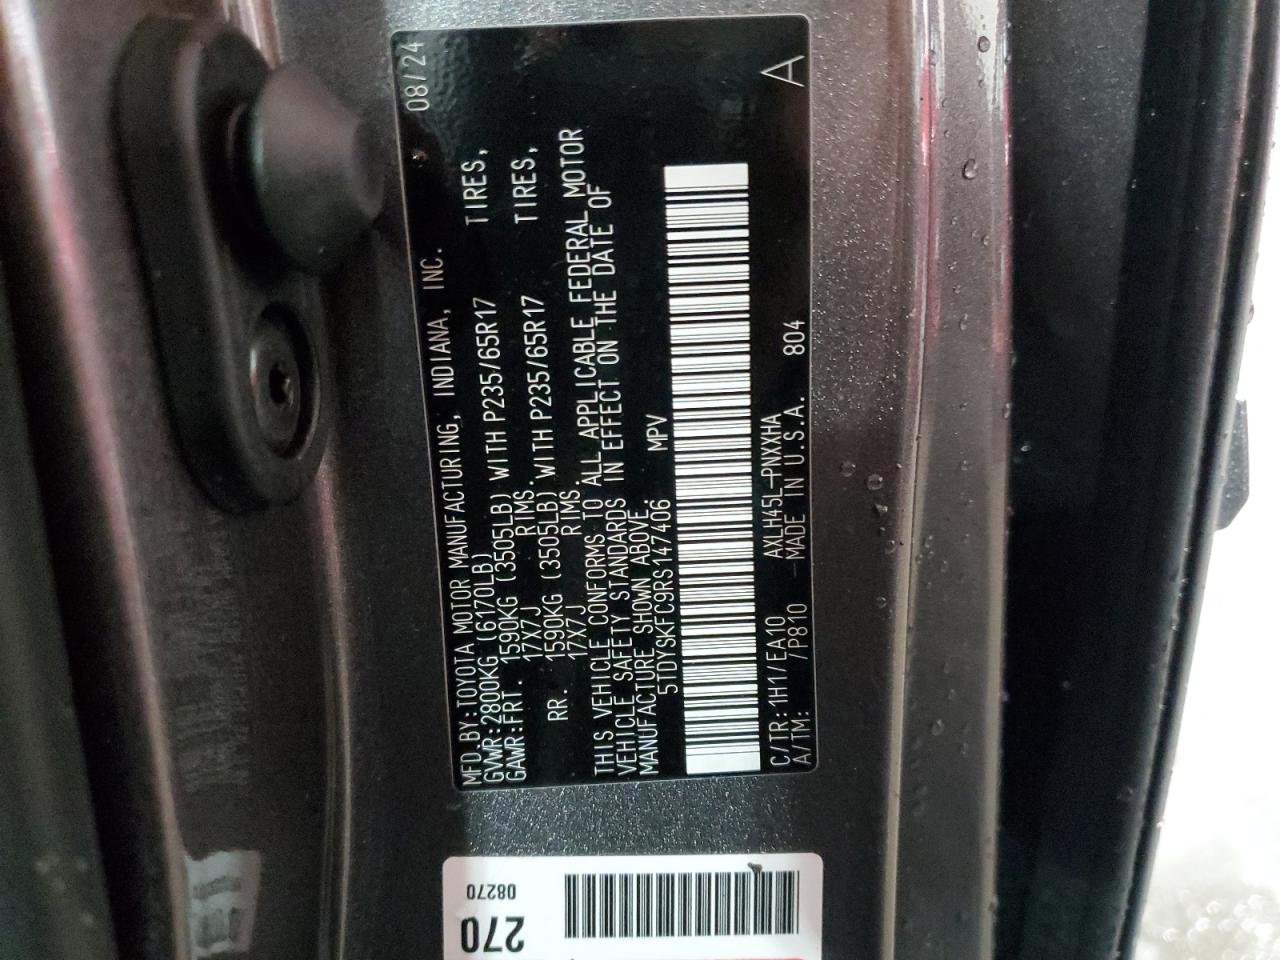 MFD.BY:TOYOTA MOTOR MANUFACTURING, INDIANA, INC. 08/24
GVWR:2800KG (6170LB)
GAWR:FRT. 1590KG (3505LB) WITH P235/65R17 TIRES,
17X7J RIMS.
RR. 1590KG (3505LB) WITH P235/65R17 TIRES,
17X7J RIMS.
THIS VEHICLE CONFORMS TO ALL APPLICABLE FEDERAL MOTOR
VEHICLE SAFETY STANDARDS IN EFFECT ON THE DATE OF
MANUFACTURE SHOWN ABOVE.
5TDYSKFC9RS147406 MPV
C/TR:1H1/EA10 AXLH45L-PNXXHA A
A/TM: /P810 MADE IN U.S.A. 804
270
08270